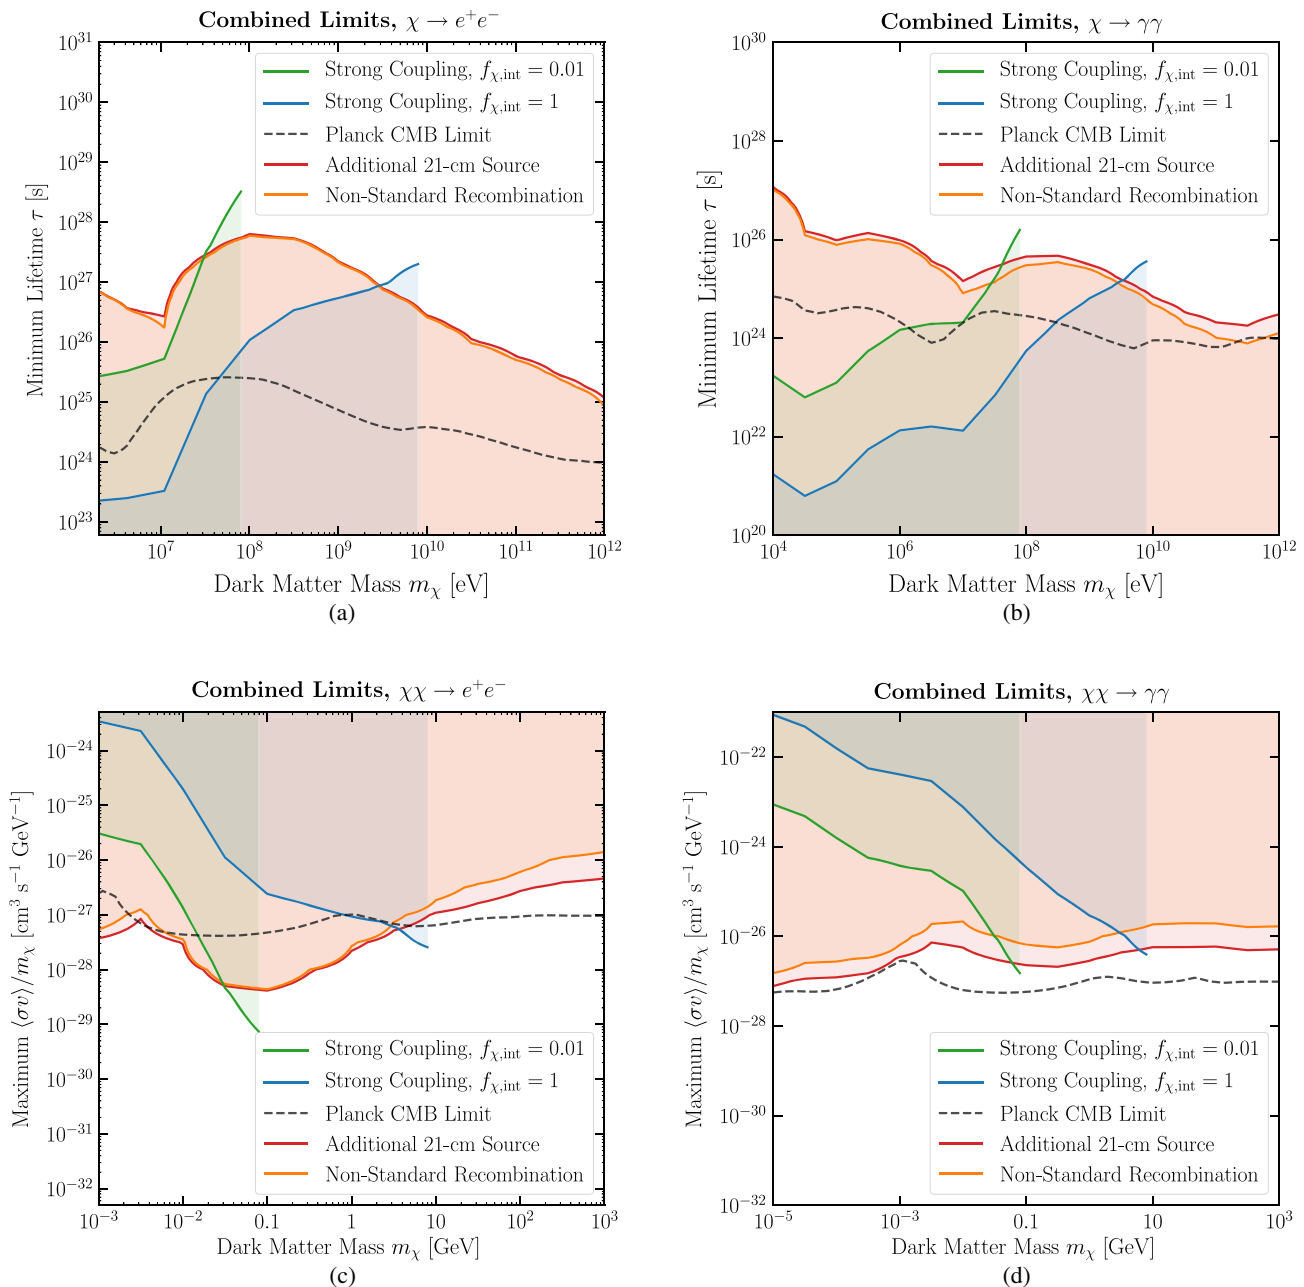 Combined Limits, χ → e⁺e⁻
10³¹
10³⁰
10²⁹
10²⁸
10²⁷
10²⁶
10²⁵
10²⁴
10²³
Minimum Lifetime τ [s]
Strong Coupling, f_χ,int = 0.01
Strong Coupling, f_χ,int = 1
Planck CMB Limit
Additional 21-cm Source
Non-Standard Recombination
10⁷ 10⁸ 10⁹ 10¹⁰ 10¹¹ 10¹²
Dark Matter Mass m_χ [eV]
(a)
Combined Limits, χ → γγ
10³⁰
10²⁸
10²⁶
10²⁴
10²²
10²⁰
Minimum Lifetime τ [s]
Strong Coupling, f_χ,int = 0.01
Strong Coupling, f_χ,int = 1
Planck CMB Limit
Additional 21-cm Source
Non-Standard Recombination
10⁴ 10⁶ 10⁸ 10¹⁰ 10¹²
Dark Matter Mass m_χ [eV]
(b)
Combined Limits, χχ → e⁺e⁻
10⁻²⁴
10⁻²⁵
10⁻²⁶
10⁻²⁷
10⁻²⁸
10⁻²⁹
10⁻³⁰
10⁻³¹
10⁻³²
Maximum ⟨σv⟩/m_χ [cm³ s⁻¹ GeV⁻¹]
Strong Coupling, f_χ,int = 0.01
Strong Coupling, f_χ,int = 1
Planck CMB Limit
Additional 21-cm Source
Non-Standard Recombination
10⁻³ 10⁻² 0.1 1 10 10² 10³
Dark Matter Mass m_χ [GeV]
(c)
Combined Limits, χχ → γγ
10⁻²²
10⁻²⁴
10⁻²⁶
10⁻²⁸
10⁻³⁰
10⁻³²
Maximum ⟨σv⟩/m_χ [cm³ s⁻¹ GeV⁻¹]
Strong Coupling, f_χ,int = 0.01
Strong Coupling, f_χ,int = 1
Planck CMB Limit
Additional 21-cm Source
Non-Standard Recombination
10⁻⁵ 10⁻³ 0.1 10 10³
Dark Matter Mass m_χ [GeV]
(d)